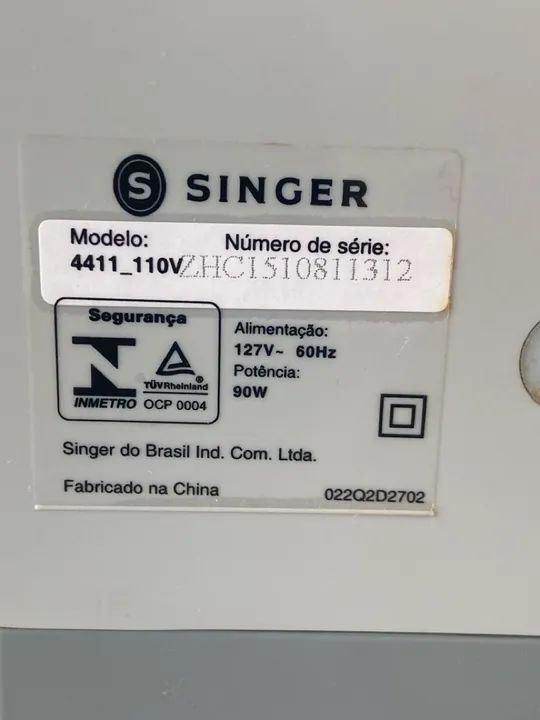 S SINGER
Modelo: Número de série:
4411_110V ZHC1510811312
Segurança
INMETRO
TÜVRheinland
®
OCP 0004
Alimentação:
127V~ 60Hz
Potência:
90W
Singer do Brasil Ind. Com. Ltda.
Fabricado na China
022Q2D2702